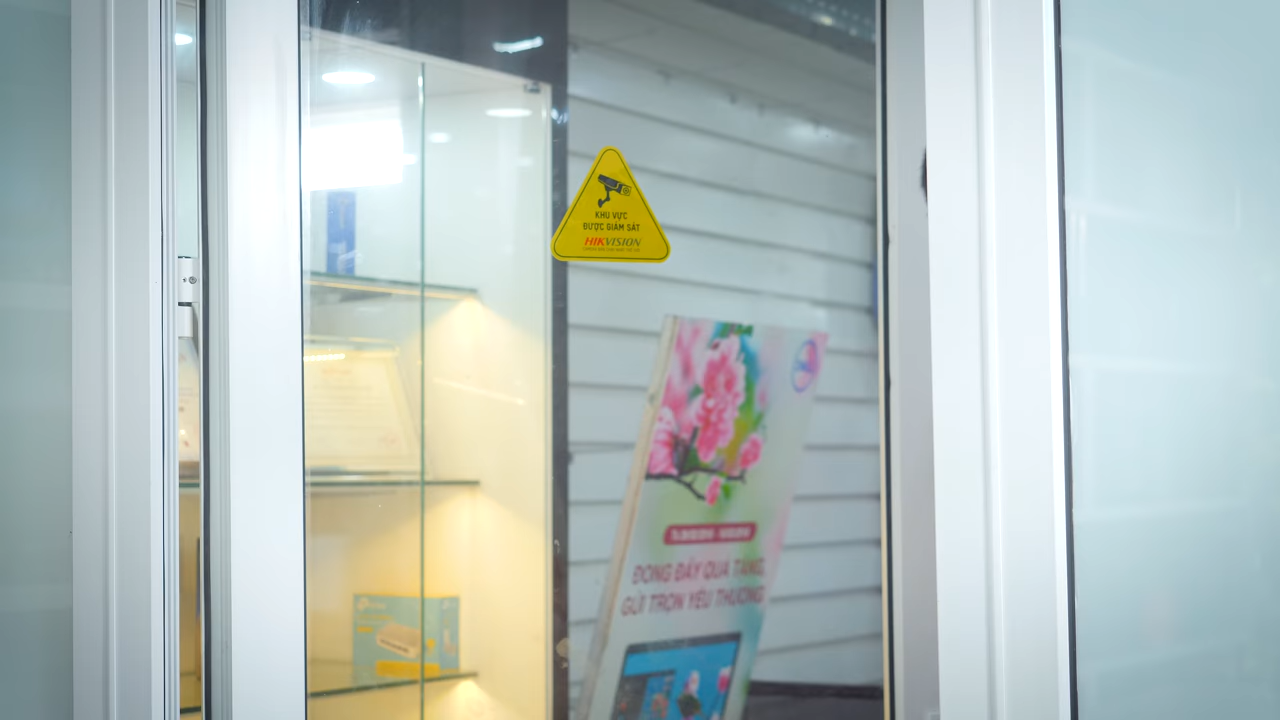 KHU VỰC
ĐƯỢC GIÁM SÁT
HIKVISION
ĐONG ĐẦY QUÀ TẶNG
GỬI TRỌN YÊU THƯƠNG